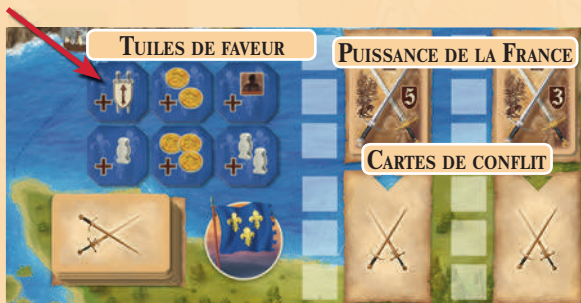 TUILES DE FAVEUR
PUISSANCE DE LA FRANCE
+ + +
5 3
CARTES DE CONFLIT
+ + +